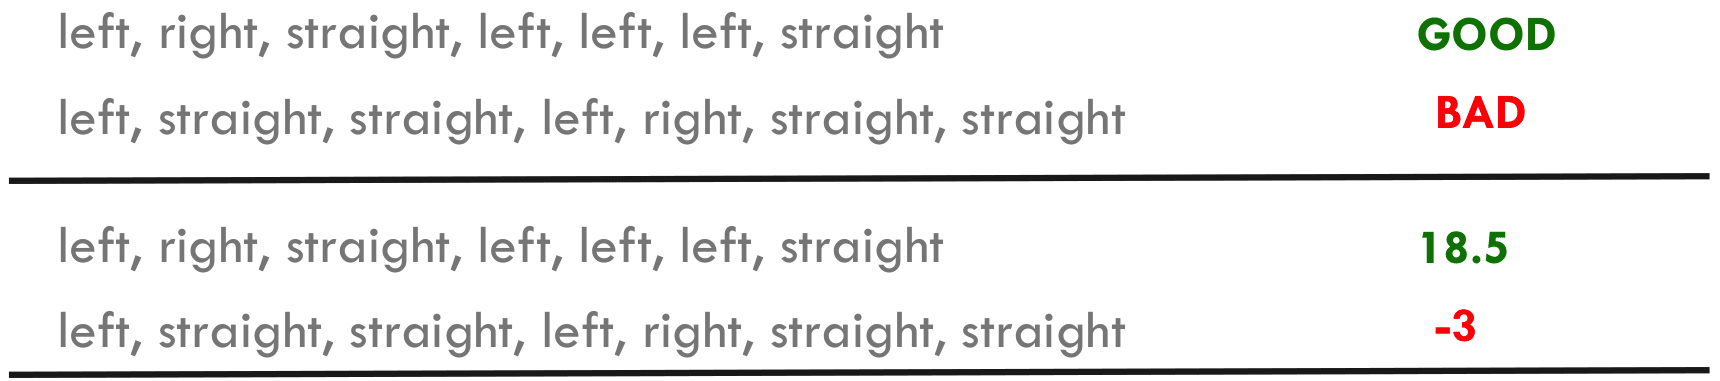 left, right, straight, left, left, left, straight GOOD
left, straight, straight, left, right, straight, straight BAD
left, right, straight, left, left, left, straight 18.5
left, straight, straight, left, right, straight, straight -3